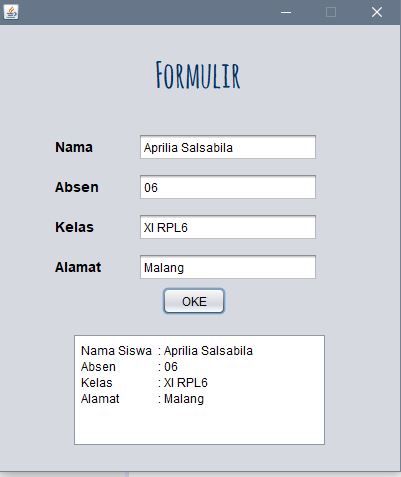 Formulir
Nama Aprilia Salsabila
Absen 06
Kelas XI RPL6
Alamat Malang
OKE
Nama Siswa : Aprilia Salsabila
Absen : 06
Kelas : XI RPL6
Alamat : Malang